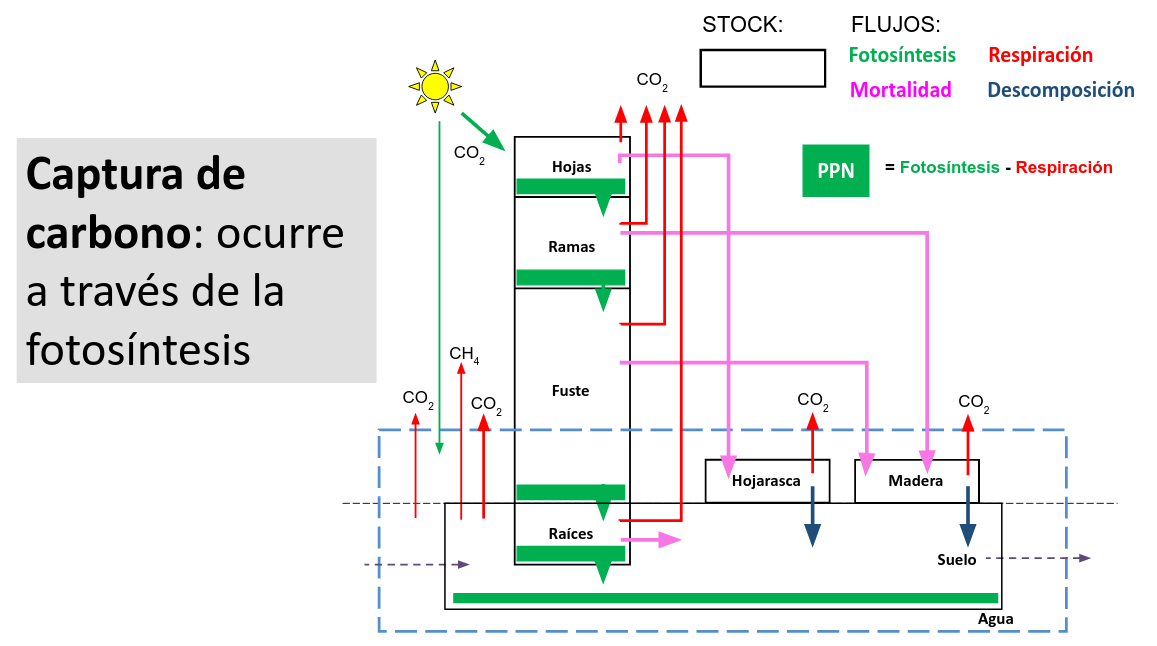 STOCK:
FLUJOS:
Fotosíntesis
Respiración
Mortalidad
Descomposición
CO2
CO2
Hojas
PPN
= Fotosíntesis - Respiración
Captura de
carbono: ocurre
a través de la
fotosíntesis
Ramas
CH4
CO2
CO2
Fuste
CO2
CO2
Hojarasca
Madera
Raíces
Suelo
Agua